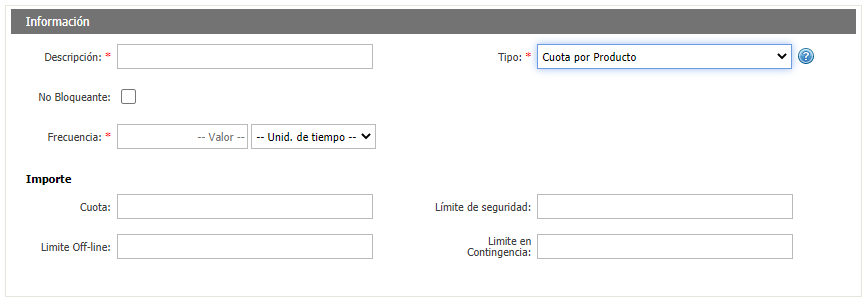 Información
Descripción: * Tipo: * Cuota por Producto ?
No Bloqueante:
Frecuencia: * -- Valor -- -- Unid. de tiempo --
Importe
Cuota: Límite de seguridad:
Limite Off-line: Limite en
Contingencia: